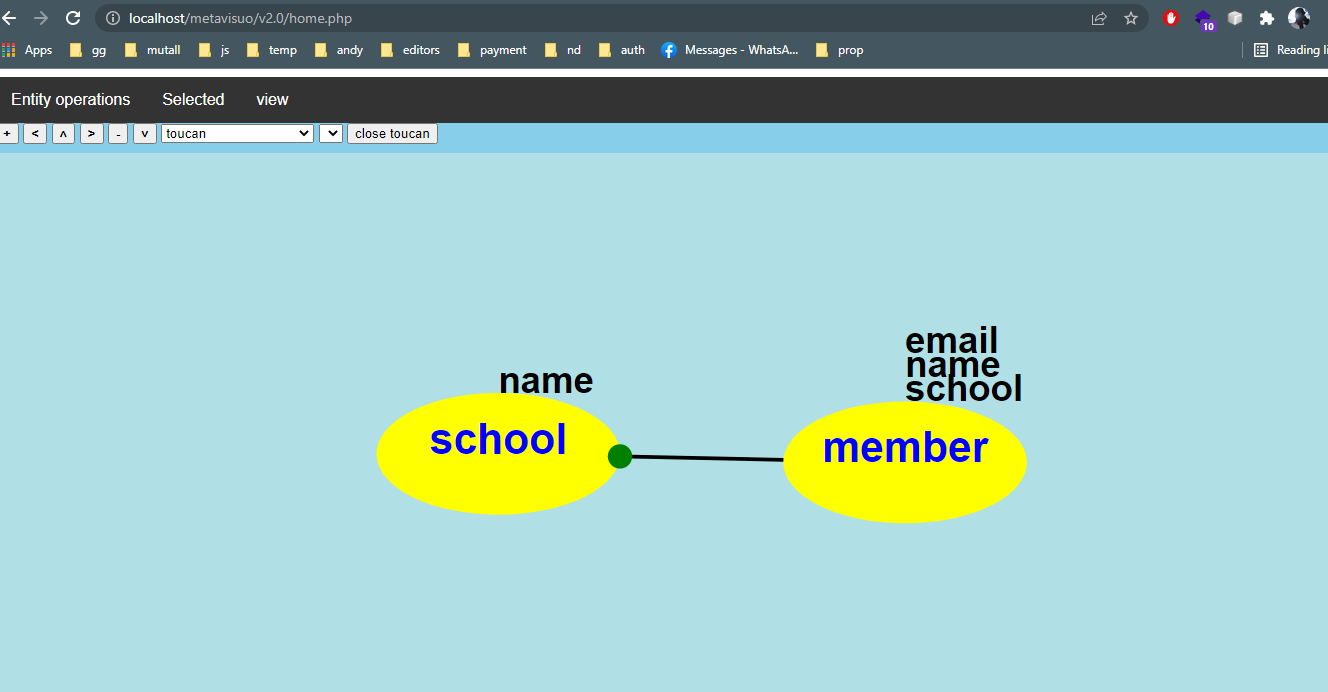 localhost/metavisuo/v2.0/home.php
10
Apps gg mutall js temp andy editors payment nd auth Messages - WhatsA... prop Reading li
Entity operations Selected view
+ < ʌ > - v toucan close toucan
email
name
name
school
school
member